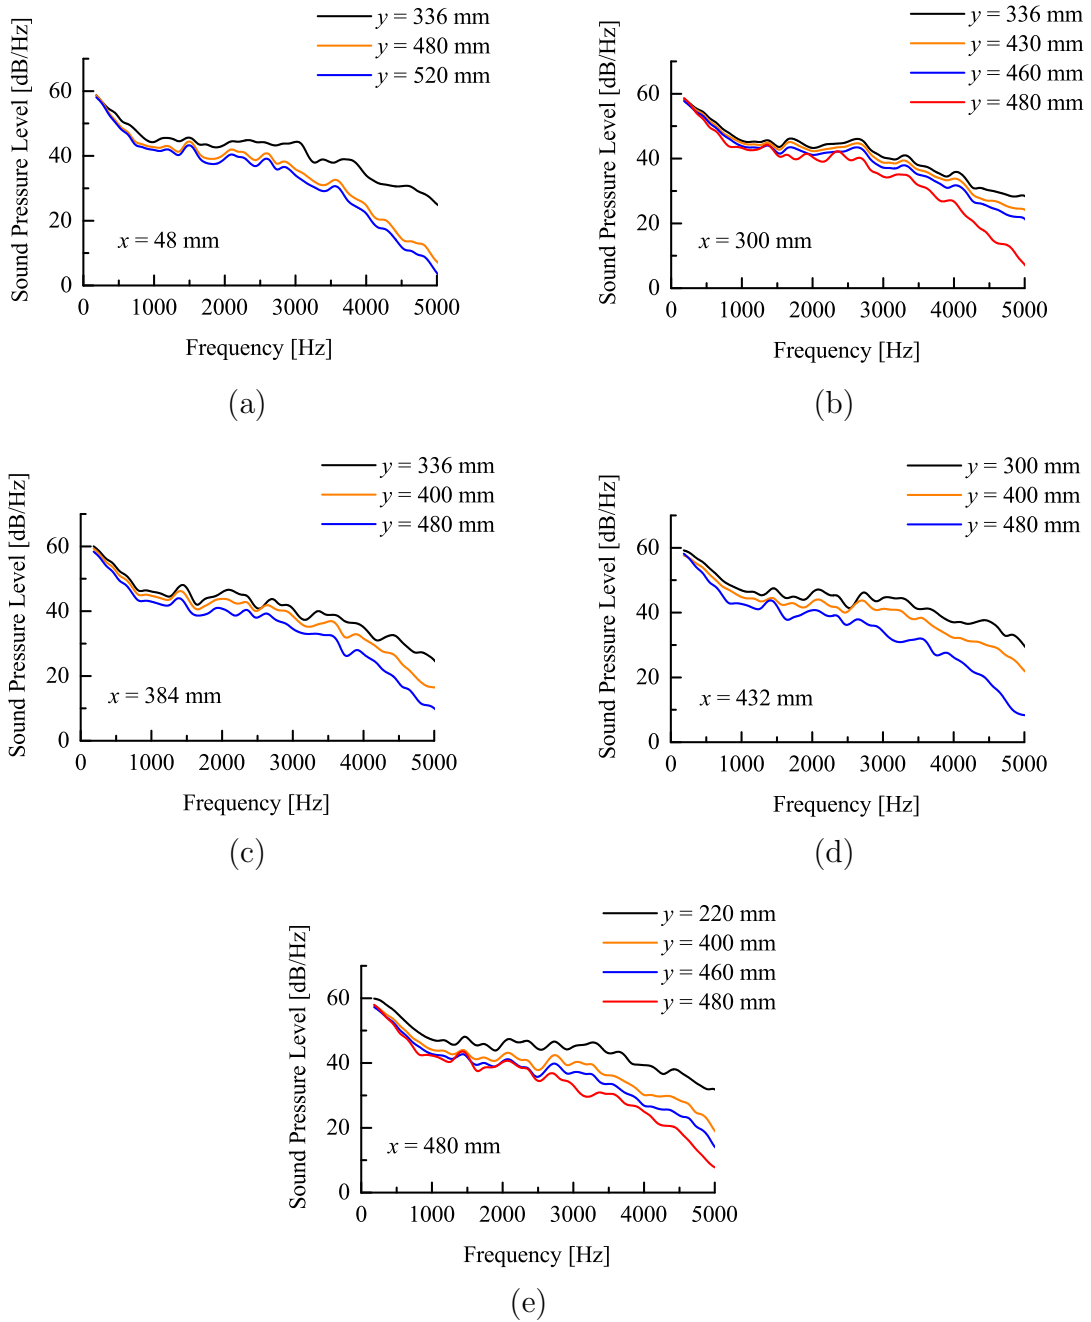 y = 336 mm
y = 480 mm
y = 520 mm
Sound Pressure Level [dB/Hz]
60
40
20
0
x = 48 mm
0 1000 2000 3000 4000 5000
Frequency [Hz]
(a)
y = 336 mm
y = 430 mm
y = 460 mm
y = 480 mm
Sound Pressure Level [dB/Hz]
60
40
20
0
x = 300 mm
0 1000 2000 3000 4000 5000
Frequency [Hz]
(b)
y = 336 mm
y = 400 mm
y = 480 mm
Sound Pressure Level [dB/Hz]
60
40
20
0
x = 384 mm
0 1000 2000 3000 4000 5000
Frequency [Hz]
(c)
y = 300 mm
y = 400 mm
y = 480 mm
Sound Pressure Level [dB/Hz]
60
40
20
0
x = 432 mm
0 1000 2000 3000 4000 5000
Frequency [Hz]
(d)
y = 220 mm
y = 400 mm
y = 460 mm
y = 480 mm
Sound Pressure Level [dB/Hz]
60
40
20
0
x = 480 mm
0 1000 2000 3000 4000 5000
Frequency [Hz]
(e)